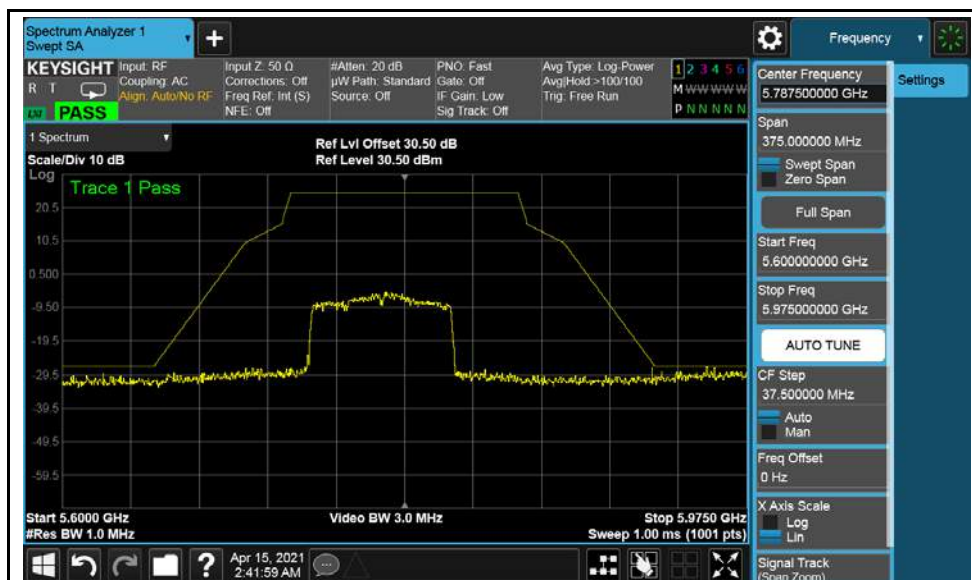 Spectrum Analyzer 1
Swept SA
Frequency
KEYSIGHT
R T
PASS
Input: RF
Coupling: AC
Align: Auto/No RF
Input Z: 50 Ω
Corrections: Off
Freq Ref: Int (S)
NFE: Off
#Atten: 20 dB
µW Path: Standard
Source: Off
PNO: Fast
Gate: Off
IF Gain: Low
Sig Track: Off
Avg Type: Log-Power
Avg|Hold:>100/100
Trig: Free Run
1 2 3 4 5 6
M W W W W W
P N N N N N
1 Spectrum
Scale/Div 10 dB
Log
Ref Lvl Offset 30.50 dB
Ref Level 30.50 dBm
Trace 1 Pass
20.5
10.5
0.500
-9.50
-19.5
-29.5
-39.5
-49.5
-59.5
Start 5.6000 GHz
#Res BW 1.0 MHz
Video BW 3.0 MHz
Stop 5.9750 GHz
Sweep 1.00 ms (1001 pts)
?
Apr 15, 2021
2:41:59 AM
Center Frequency
5.787500000 GHz
Settings
Span
375.000000 MHz
Swept Span
Zero Span
Full Span
Start Freq
5.600000000 GHz
Stop Freq
5.975000000 GHz
AUTO TUNE
CF Step
37.500000 MHz
Auto
Man
Freq Offset
0 Hz
X Axis Scale
Log
Lin
Signal Track
(Span Zoom)